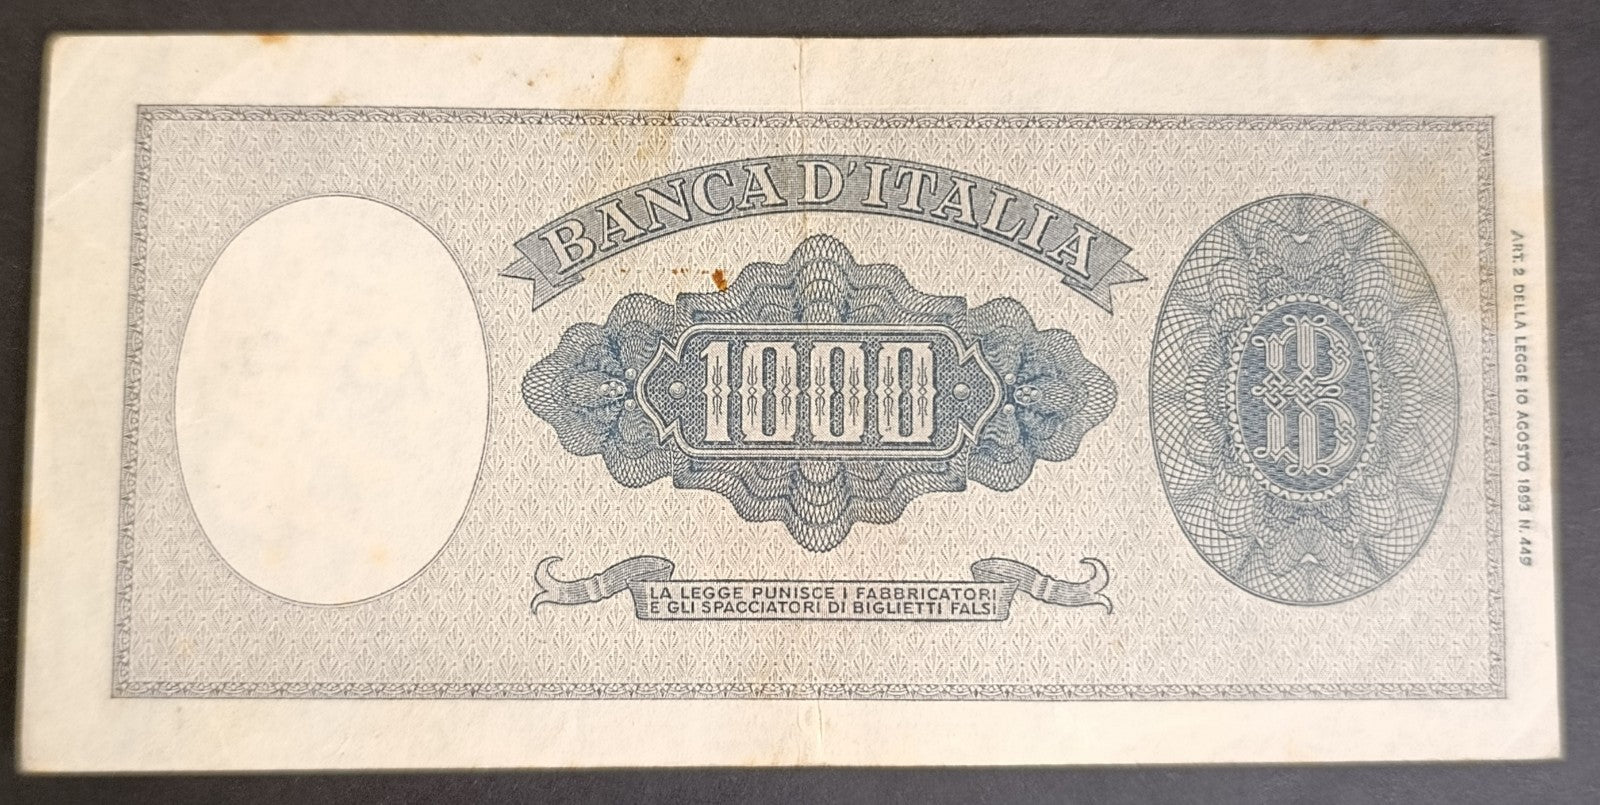 BANCA D'ITALIA
1000
LA LEGGE PUNISCE I FABBRICATORI
E GLI SPACCIATORI DI BIGLIETTI FALSI
ART. 2 DELLA LEGGE 10 AGOSTO 1893 N. 449